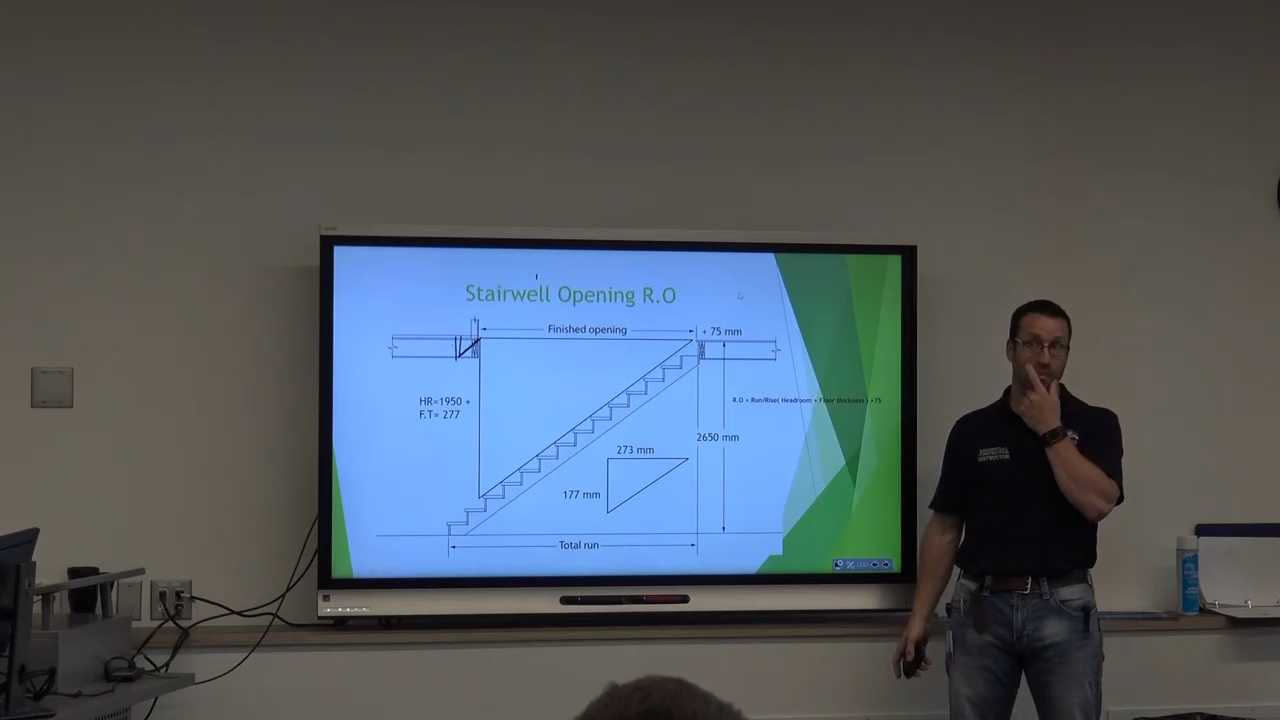 Stairwell Opening R.O
Finished opening
+ 75 mm
HR=1950 +
F.T= 277
R.O = Run/Rise( Headroom + Floor thickness ) +75
2650 mm
273 mm
177 mm
Total run
INSTRUCTOR